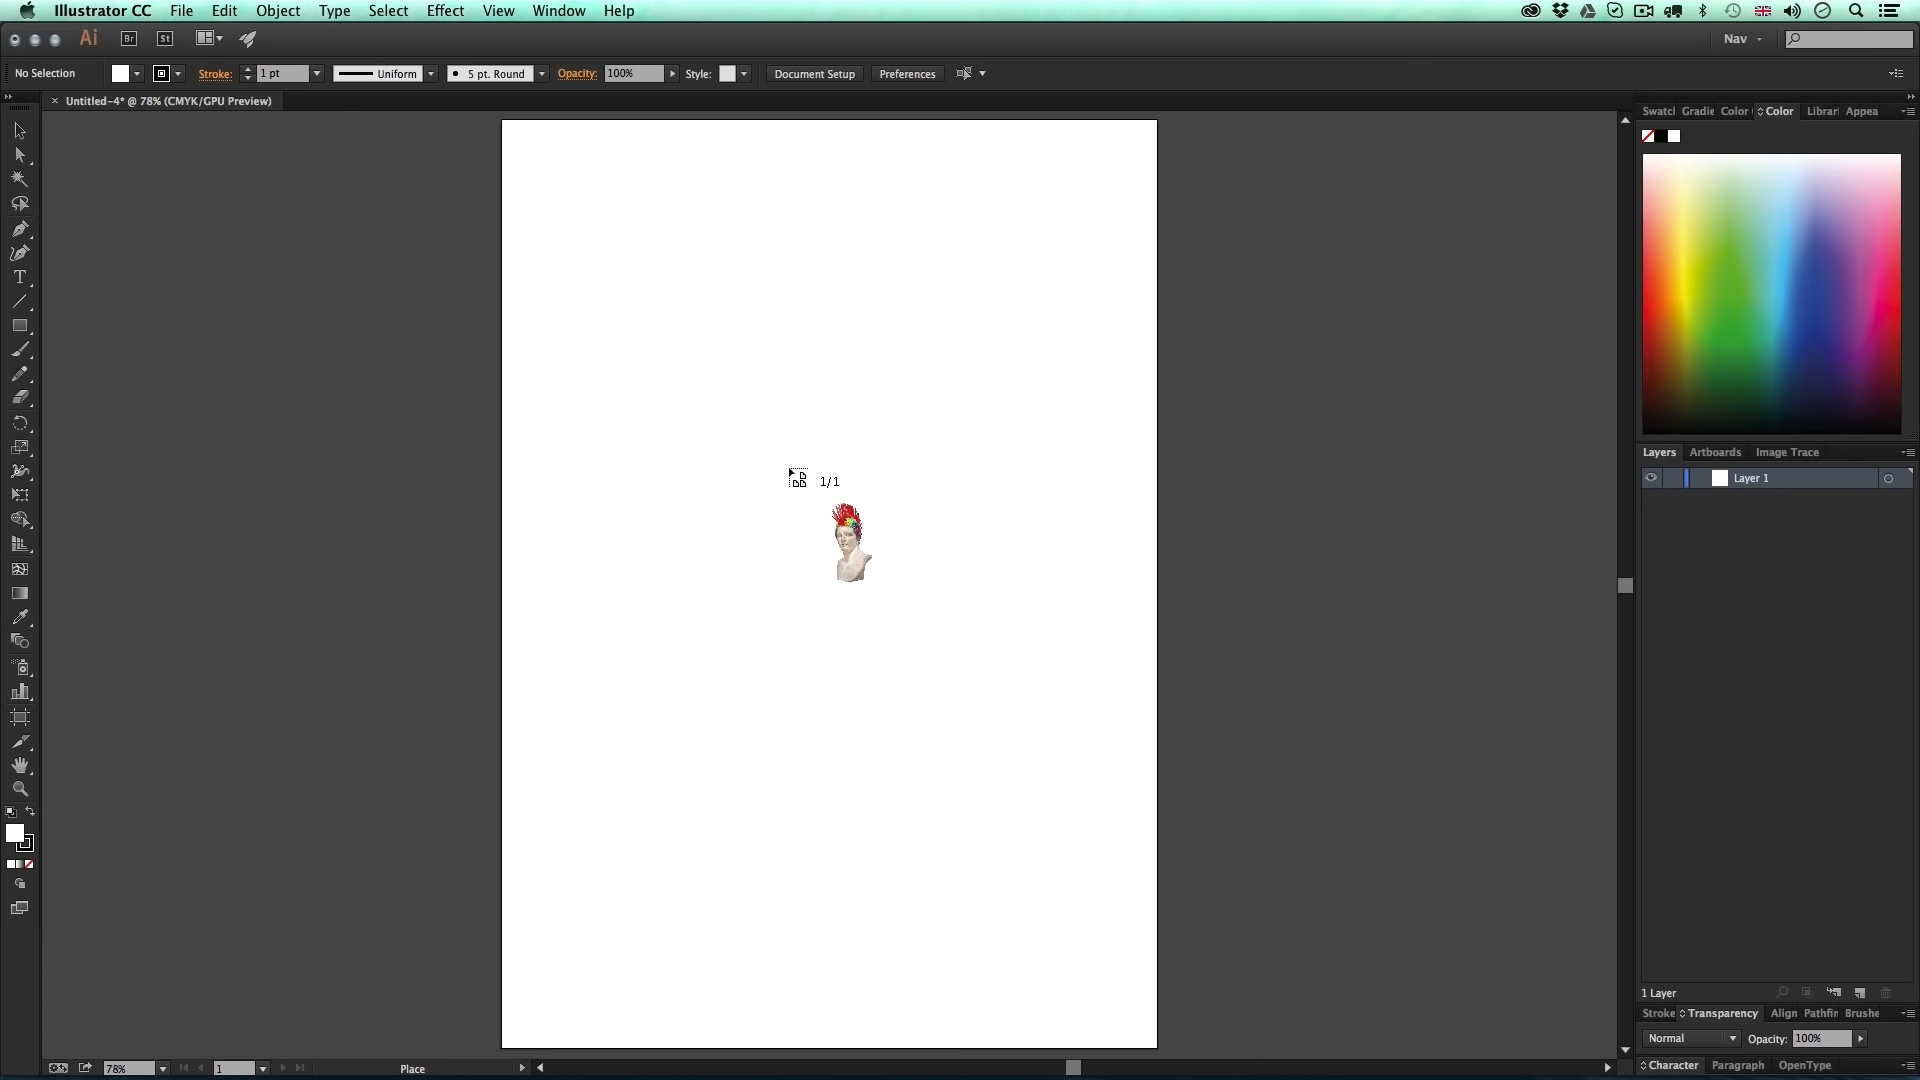 Illustrator CC File Edit Object Type Select Effect View Window Help
Ai Br St Nav
No Selection Stroke: 1 pt Uniform 5 pt. Round Opacity: 100% Style: Document Setup Preferences
× Untitled-4* @ 78% (CMYK/GPU Preview)
Swatcl Gradie Color Color Librari Appea
Layers Artboards Image Trace
Layer 1
1/1
1 Layer
Stroke Transparency Align Pathfin Brushe
Normal Opacity: 100%
78% 1 Place
Character Paragraph OpenType